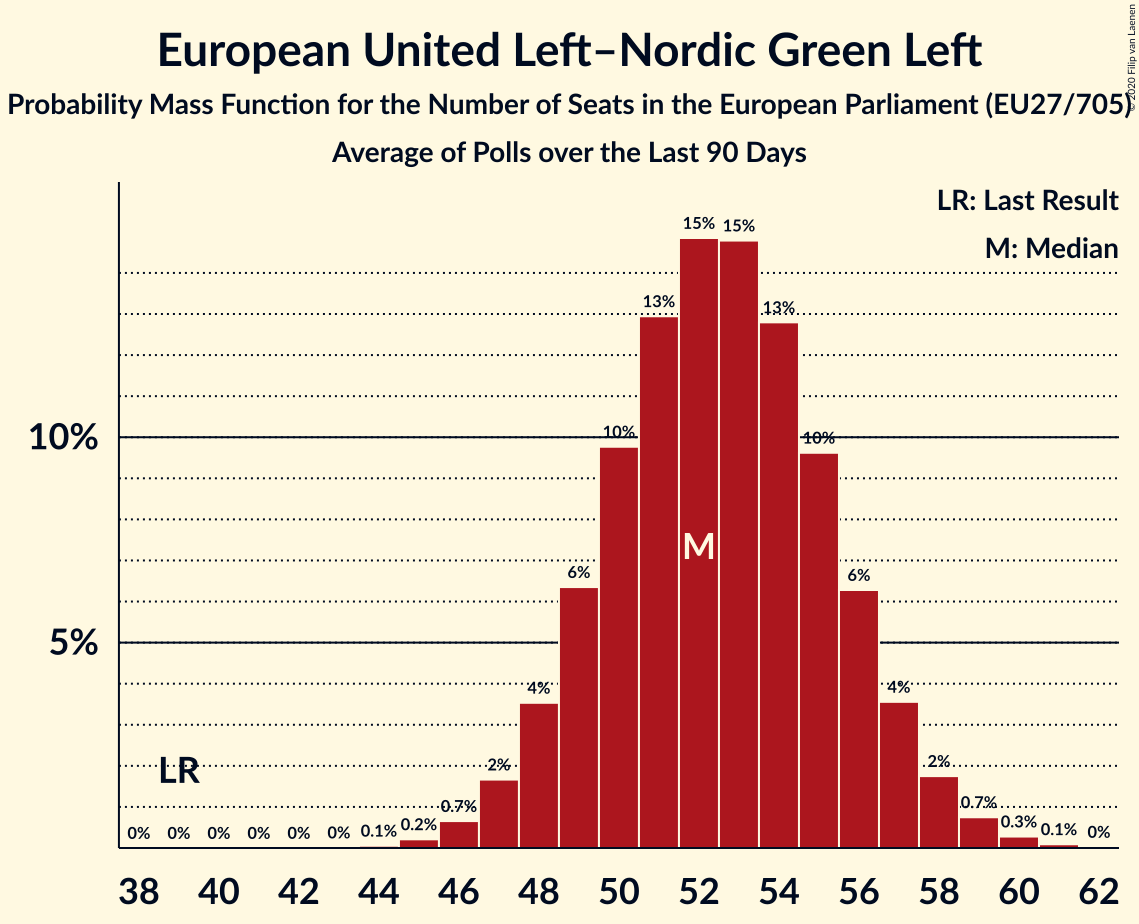 European United Left–Nordic Green Left
Probability Mass Function for the Number of Seats in the European Parliament (EU27/705)
Average of Polls over the Last 90 Days
© 2020 Filip van Laenen
LR: Last Result
M: Median
10%
5%
LR
M
0% 0% 0% 0% 0% 0% 0.1% 0.2% 0.7% 2% 4% 6% 10% 13% 15% 15% 13% 10% 6% 4% 2% 0.7% 0.3% 0.1% 0%
38 40 42 44 46 48 50 52 54 56 58 60 62